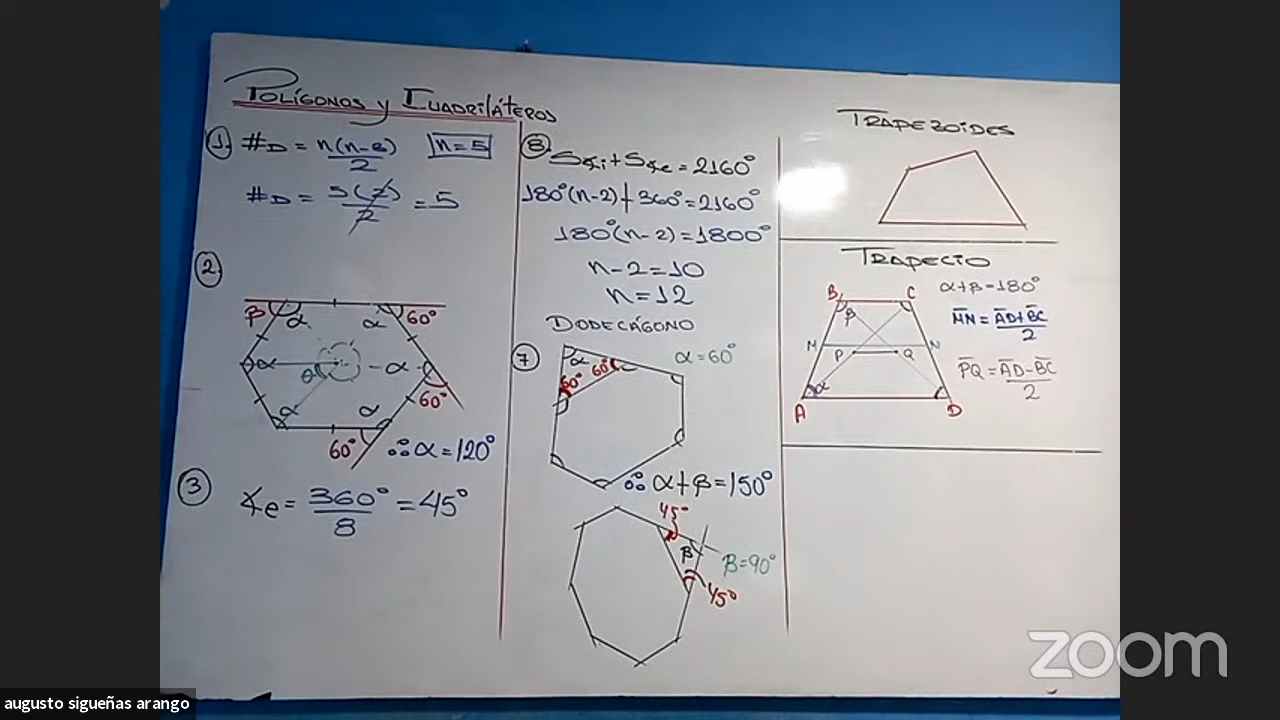 POLÍGONOS Y CUADRILÁTEROS
1. #D = n(n-3)/2 n=5
#D = 5(2)/2 = 5
2
β α α 60°
α θ α 60°
α α
60° ∴ α=120°
3 ∡e = 360°/8 = 45°
8 S∡i + S∡e = 2160°
180°(n-2) + 360° = 2160°
180°(n-2) = 1800°
n-2 = 10
n = 12
DODECÁGONO
7 α α=60°
60° 60°
∴ α+β=150°
45°
β β=90°
45°
TRAPEZOIDES
TRAPECIO
B C α+β=180°
β
M N MN = AD+BC/2
P Q PQ = AD-BC/2
α
A D
zoom
augusto sigueñas arango